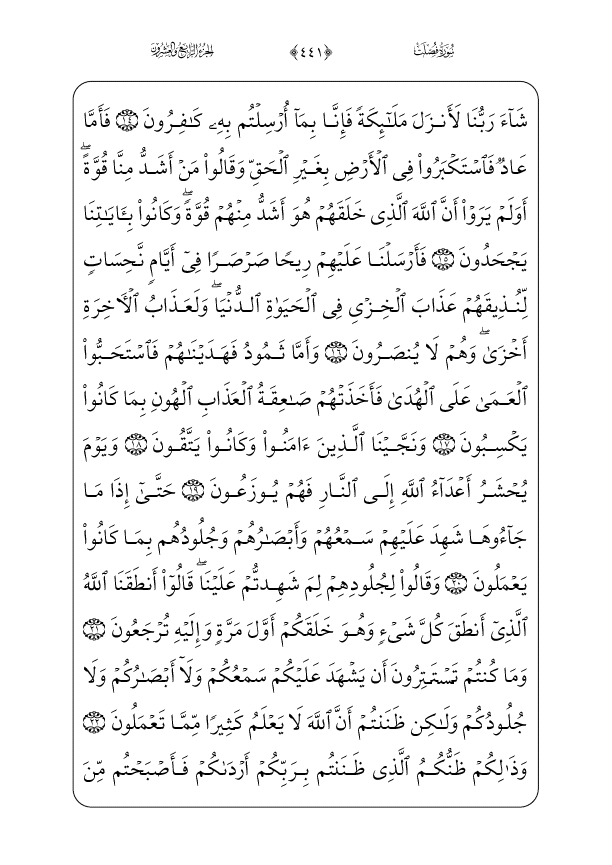 سُورَةُ فُصِّلَتْ ﴿٤٤١﴾ الجُزْءُ الرَّابِعُ وَالْعِشْرُونَ
شَآءَ رَبُّنَا لَأَنزَلَ مَلَـٰٓئِكَةً فَإِنَّا بِمَآ أُرْسِلْتُم بِهِۦ كَـٰفِرُونَ ١٤ فَأَمَّا
عَادٌ فَٱسْتَكْبَرُوا۟ فِى ٱلْأَرْضِ بِغَيْرِ ٱلْحَقِّ وَقَالُوا۟ مَنْ أَشَدُّ مِنَّا قُوَّةً ۖ
أَوَلَمْ يَرَوْا۟ أَنَّ ٱللَّهَ ٱلَّذِى خَلَقَهُمْ هُوَ أَشَدُّ مِنْهُمْ قُوَّةً ۖ وَكَانُوا۟ بِـَٔايَـٰتِنَا
يَجْحَدُونَ ١٥ فَأَرْسَلْنَا عَلَيْهِمْ رِيحًا صَرْصَرًا فِىٓ أَيَّامٍ نَّحِسَاتٍ
لِّنُذِيقَهُمْ عَذَابَ ٱلْخِزْىِ فِى ٱلْحَيَوٰةِ ٱلدُّنْيَا ۖ وَلَعَذَابُ ٱلْـَٔاخِرَةِ
أَخْزَىٰ ۖ وَهُمْ لَا يُنصَرُونَ ١٦ وَأَمَّا ثَمُودُ فَهَدَيْنَـٰهُمْ فَٱسْتَحَبُّوا۟
ٱلْعَمَىٰ عَلَى ٱلْهُدَىٰ فَأَخَذَتْهُمْ صَـٰعِقَةُ ٱلْعَذَابِ ٱلْهُونِ بِمَا كَانُوا۟
يَكْسِبُونَ ١٧ وَنَجَّيْنَا ٱلَّذِينَ ءَامَنُوا۟ وَكَانُوا۟ يَتَّقُونَ ١٨ وَيَوْمَ
يُحْشَرُ أَعْدَآءُ ٱللَّهِ إِلَى ٱلنَّارِ فَهُمْ يُوزَعُونَ ١٩ حَتَّىٰٓ إِذَا مَا
جَآءُوهَا شَهِدَ عَلَيْهِمْ سَمْعُهُمْ وَأَبْصَـٰرُهُمْ وَجُلُودُهُم بِمَا كَانُوا۟
يَعْمَلُونَ ٢٠ وَقَالُوا۟ لِجُلُودِهِمْ لِمَ شَهِدتُّمْ عَلَيْنَا ۖ قَالُوٓا۟ أَنطَقَنَا ٱللَّهُ
ٱلَّذِىٓ أَنطَقَ كُلَّ شَىْءٍ وَهُوَ خَلَقَكُمْ أَوَّلَ مَرَّةٍ وَإِلَيْهِ تُرْجَعُونَ ٢١
وَمَا كُنتُمْ تَسْتَتِرُونَ أَن يَشْهَدَ عَلَيْكُمْ سَمْعُكُمْ وَلَآ أَبْصَـٰرُكُمْ وَلَا
جُلُودُكُمْ وَلَـٰكِن ظَنَنتُمْ أَنَّ ٱللَّهَ لَا يَعْلَمُ كَثِيرًا مِّمَّا تَعْمَلُونَ ٢٢
وَذَٰلِكُمْ ظَنُّكُمُ ٱلَّذِى ظَنَنتُم بِرَبِّكُمْ أَرْدَىٰكُمْ فَأَصْبَحْتُم مِّنَ